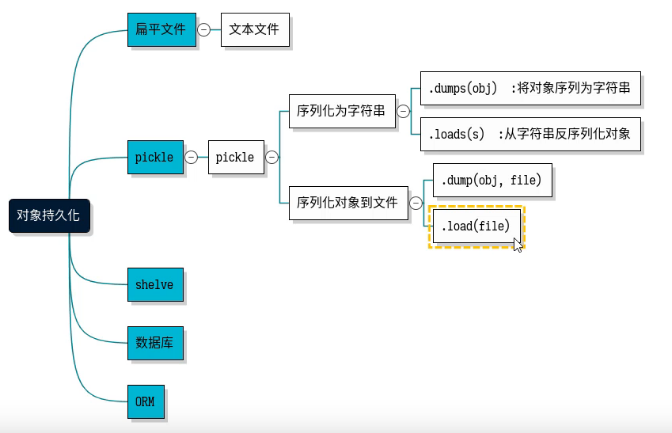 扁平文件
文本文件
序列化为字符串
.dumps(obj) :将对象序列为字符串
.loads(s) :从字符串反序列化对象
pickle
pickle
序列化对象到文件
.dump(obj, file)
.load(file)
对象持久化
shelve
数据库
ORM